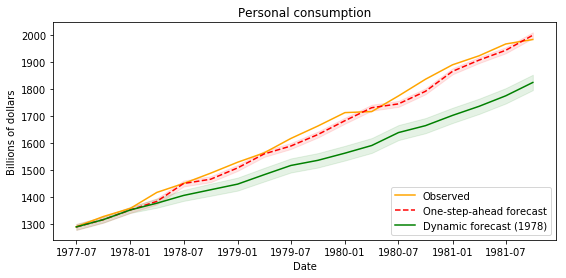 Personal consumption
Billions of dollars
2000
1900
1800
1700
1600
1500
1400
1300
Observed
One-step-ahead forecast
Dynamic forecast (1978)
1977-07 1978-01 1978-07 1979-01 1979-07 1980-01 1980-07 1981-01 1981-07
Date